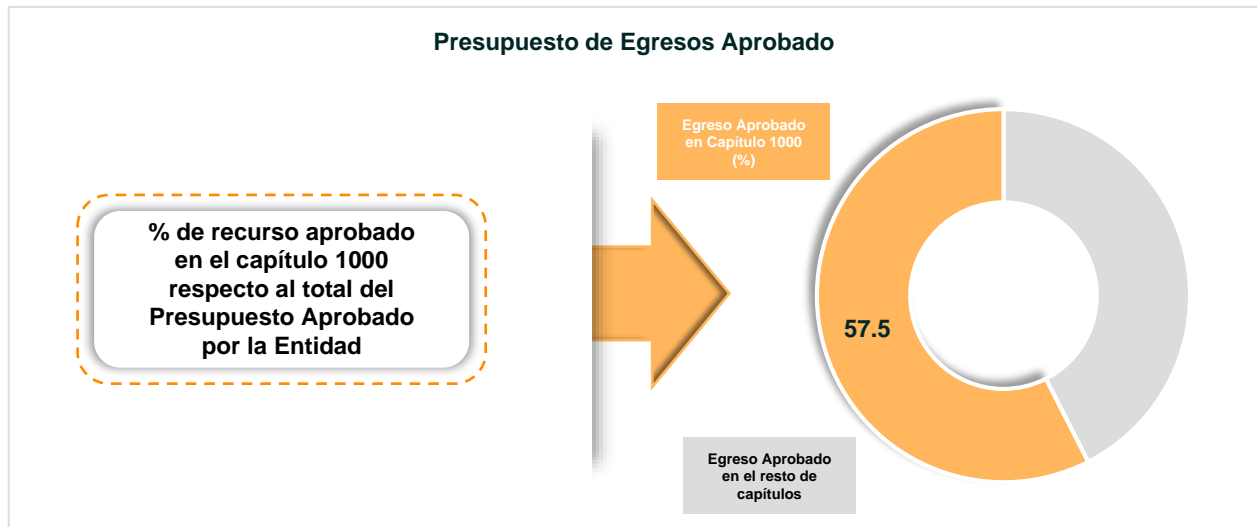 Presupuesto de Egresos Aprobado
Egreso Aprobado
en Capítulo 1000
(%)
% de recurso aprobado
en el capítulo 1000
respecto al total del
Presupuesto Aprobado
por la Entidad
57.5
Egreso Aprobado
en el resto de
capítulos